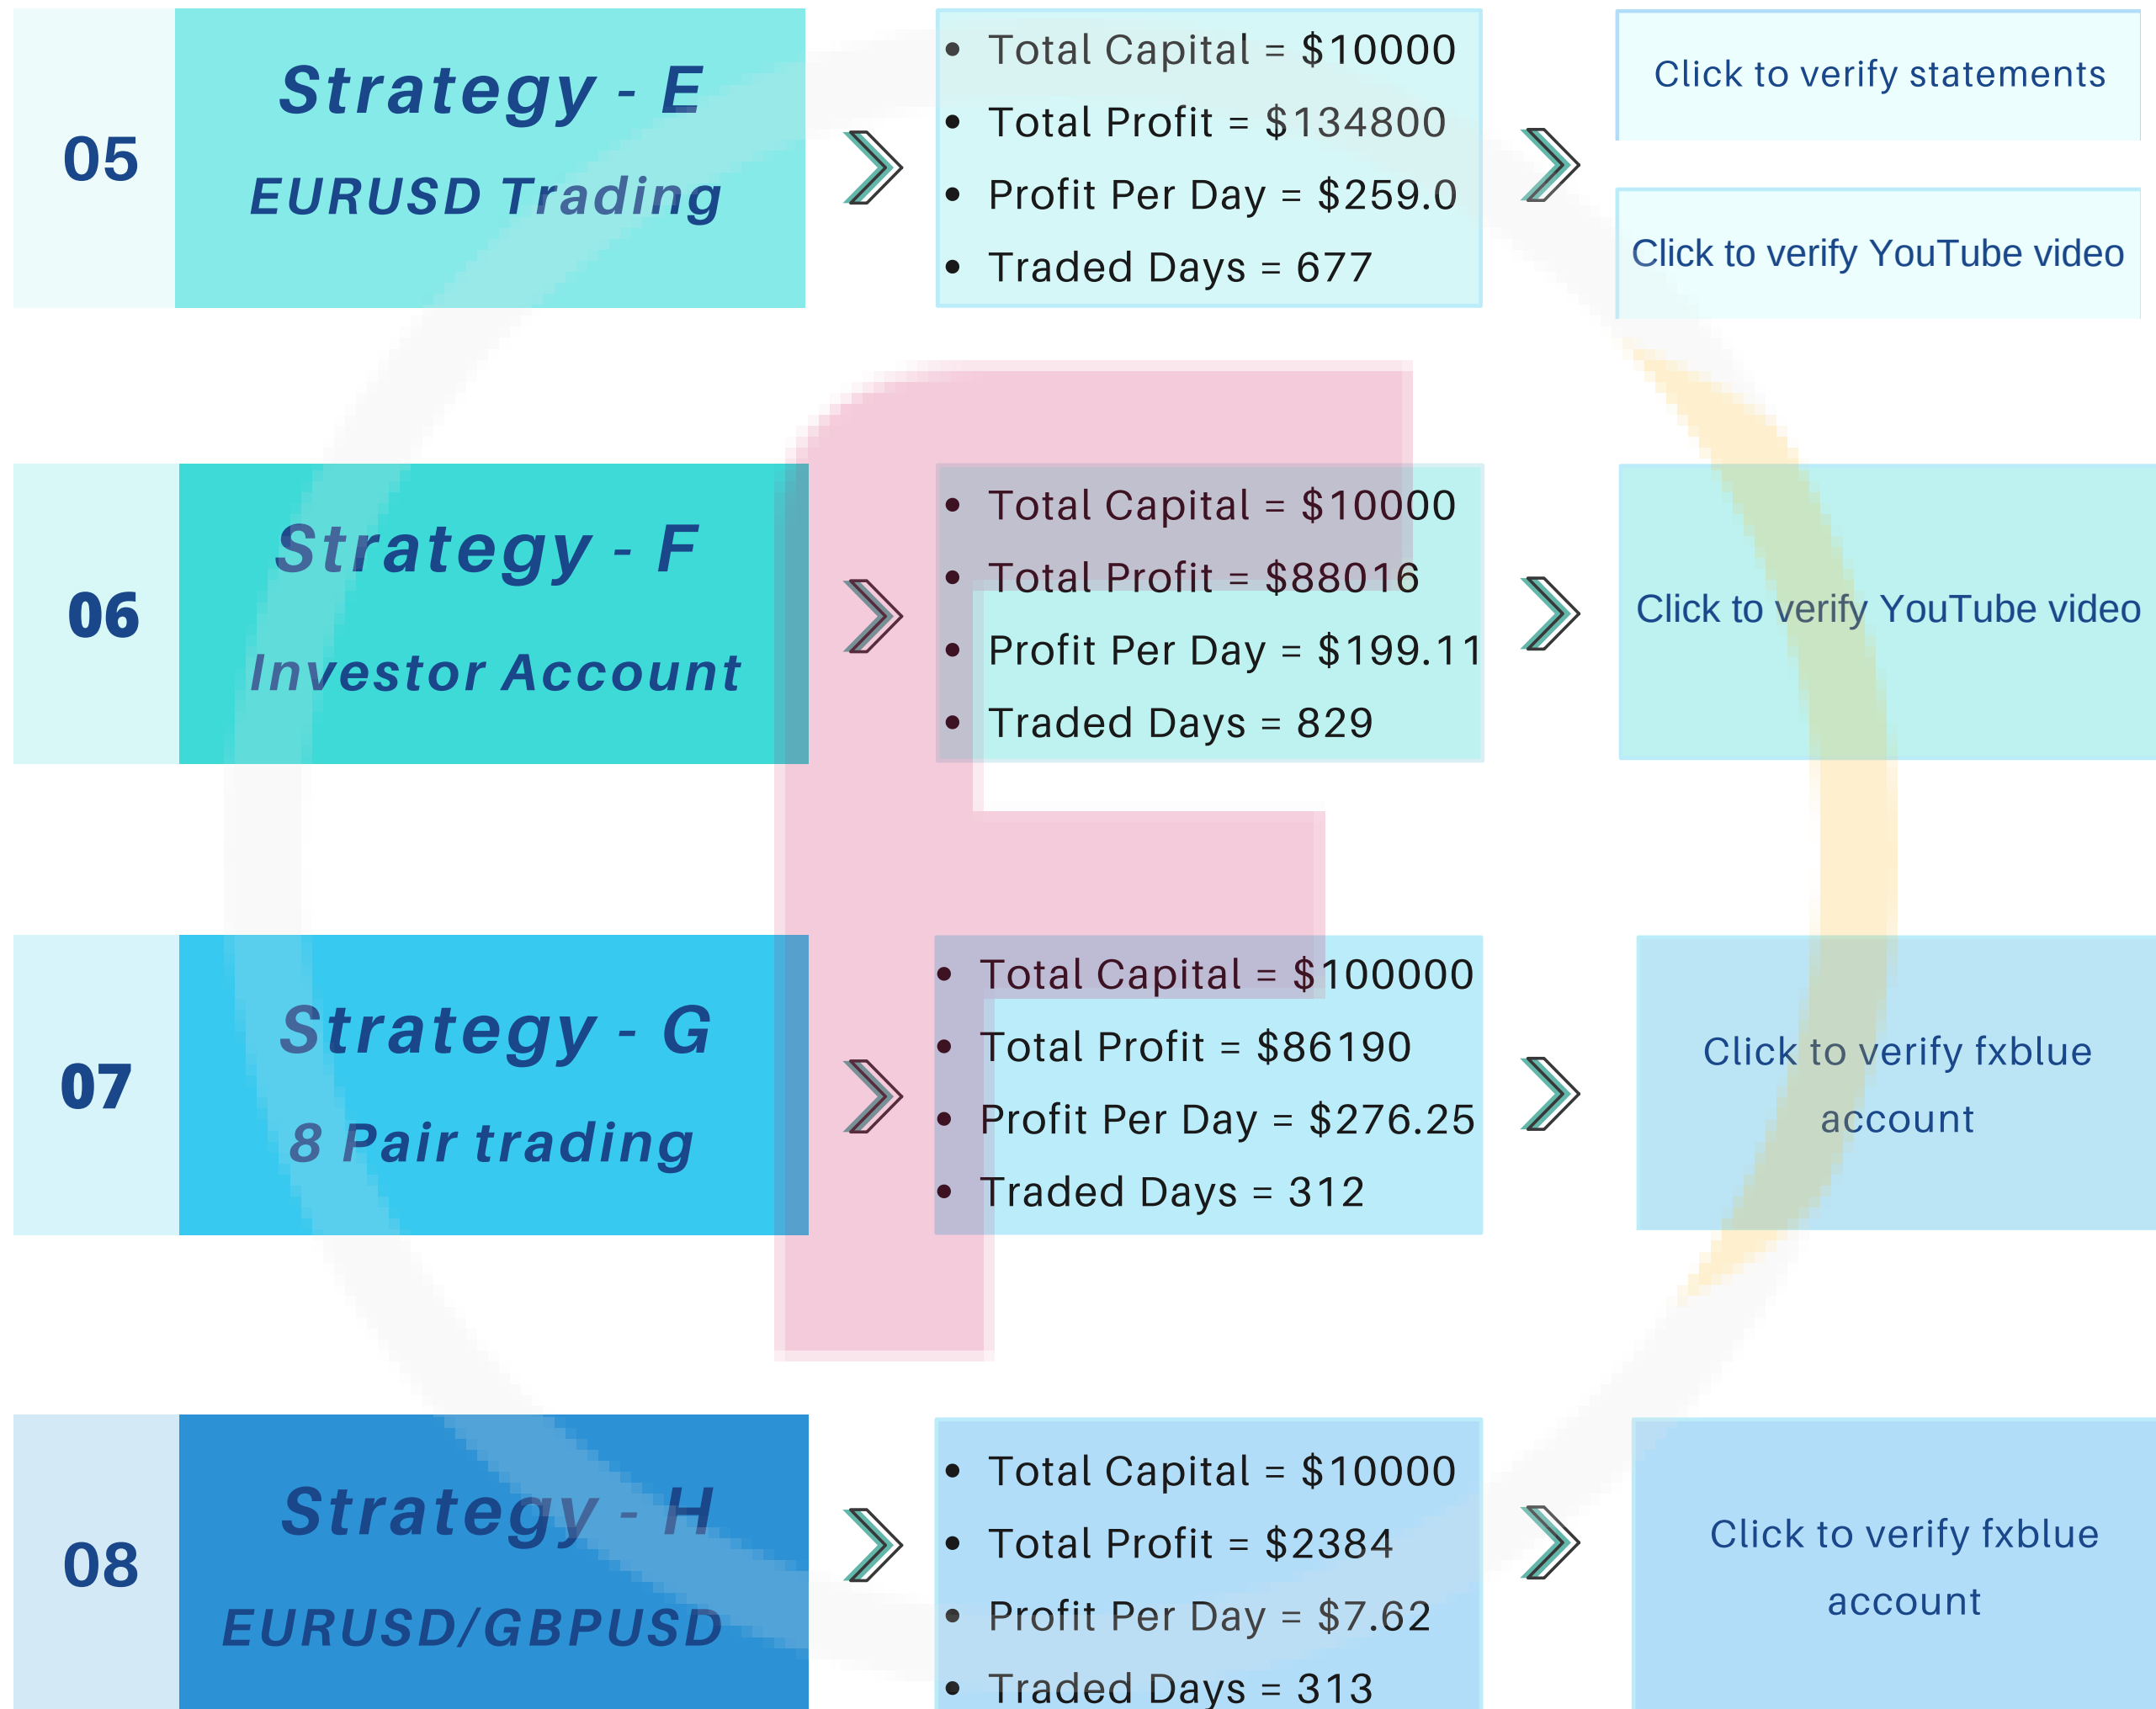 05
Strategy - E
EURUSD Trading
• Total Capital = $10000
• Total Profit = $134800
• Profit Per Day = $259.0
• Traded Days = 677
Click to verify statements
Click to verify YouTube video
06
Strategy - F
Investor Account
• Total Capital = $10000
• Total Profit = $88016
• Profit Per Day = $199.11
• Traded Days = 829
Click to verify YouTube video
07
Strategy - G
8 Pair trading
• Total Capital = $100000
• Total Profit = $86190
• Profit Per Day = $276.25
• Traded Days = 312
Click to verify fxblue
account
08
Strategy - H
EURUSD/GBPUSD
• Total Capital = $10000
• Total Profit = $2384
• Profit Per Day = $7.62
• Traded Days = 313
Click to verify fxblue
account